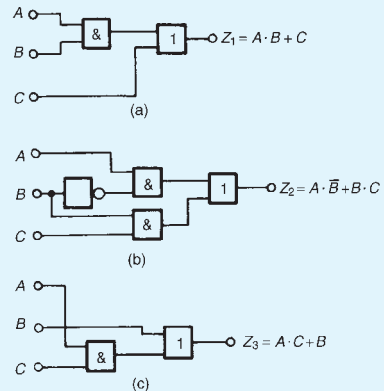 A
B
&
1
Z₁ = A·B + C
C
(a)
A
B
&
1
Z₂ = A·B̅ + B·C
C
&
(b)
A
B
1
Z₃ = A·C + B
C
&
(c)